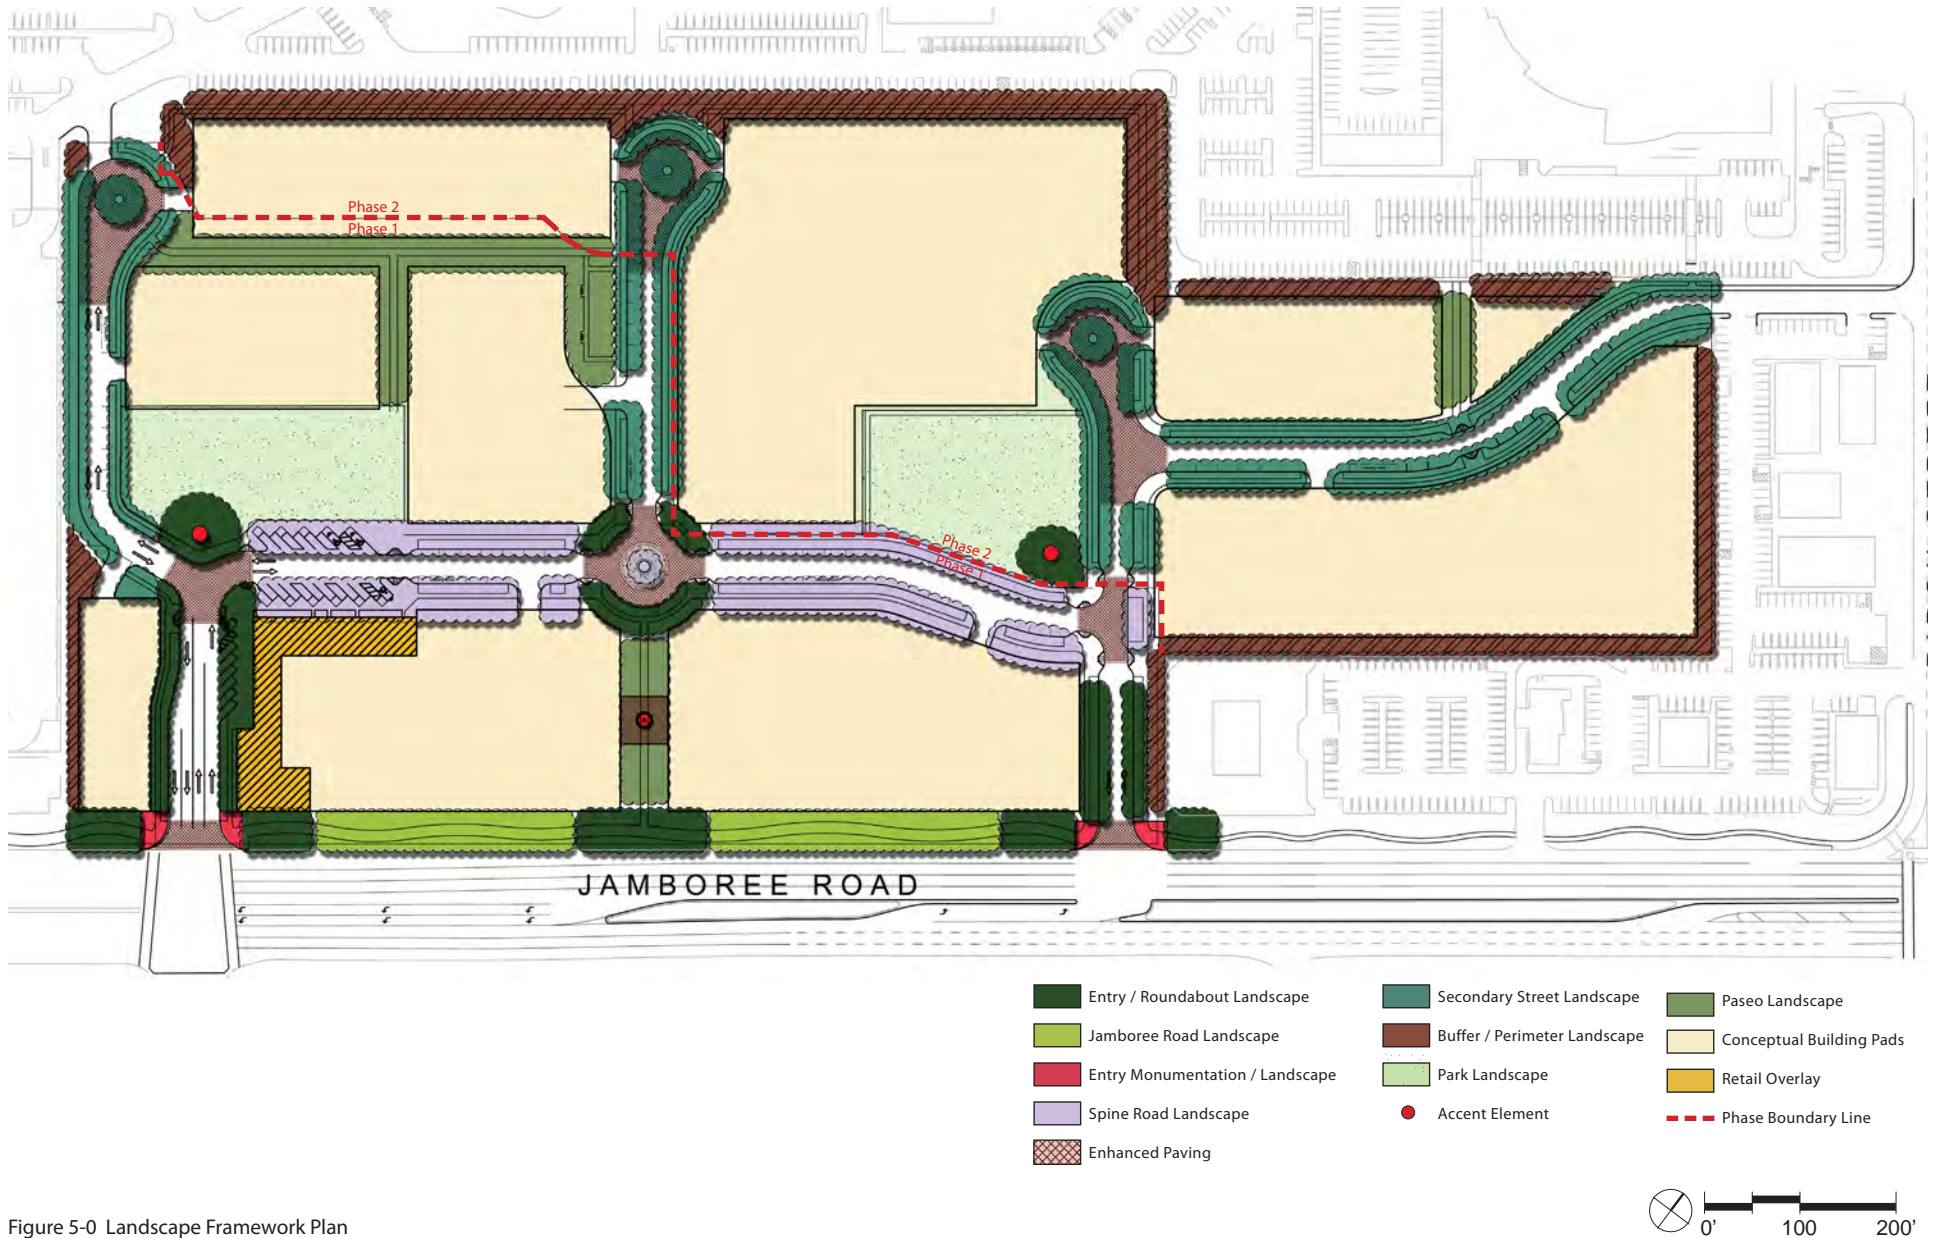 Phase 2
Phase 1
Phase 2
Phase 1
JAMBOREE ROAD
Entry / Roundabout Landscape
Jamboree Road Landscape
Entry Monumentation / Landscape
Spine Road Landscape
Enhanced Paving
Secondary Street Landscape
Buffer / Perimeter Landscape
Park Landscape
Accent Element
Paseo Landscape
Conceptual Building Pads
Retail Overlay
Phase Boundary Line
0' 100 200'
Figure 5-0 Landscape Framework Plan